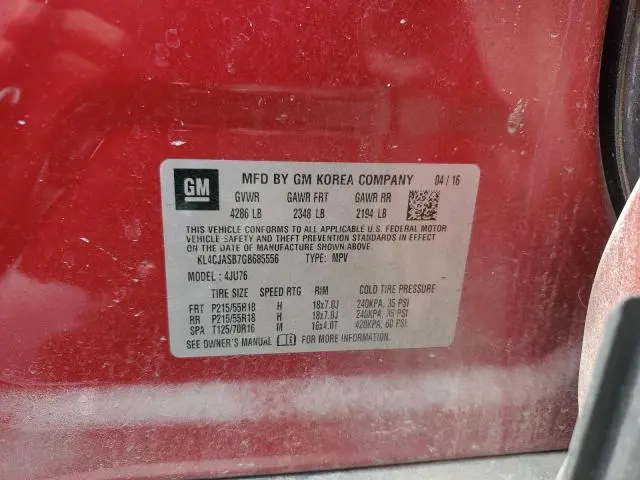 GM
MFD BY GM KOREA COMPANY 04 / 16
GVWR GAWR FRT GAWR RR
4286 LB 2348 LB 2194 LB
THIS VEHICLE CONFORMS TO ALL APPLICABLE U.S. FEDERAL MOTOR
VEHICLE SAFETY, BUMPER, AND THEFT PREVENTION STANDARDS IN EFFECT
ON THE DATE OF MANUFACTURE SHOWN ABOVE.
KL4CJASB7GB685556 TYPE: MPV
MODEL : 4JU76
TIRE SIZE SPEED RTG RIM COLD TIRE PRESSURE
FRT P215/55R18 H 18x7.0J 240KPA, 35 PSI
RR P215/55R18 H 18x7.0J 240KPA, 35 PSI
SPA T125/70R16 M 16x4.0T 420KPA, 60 PSI
SEE OWNER'S MANUAL FOR MORE INFORMATION.